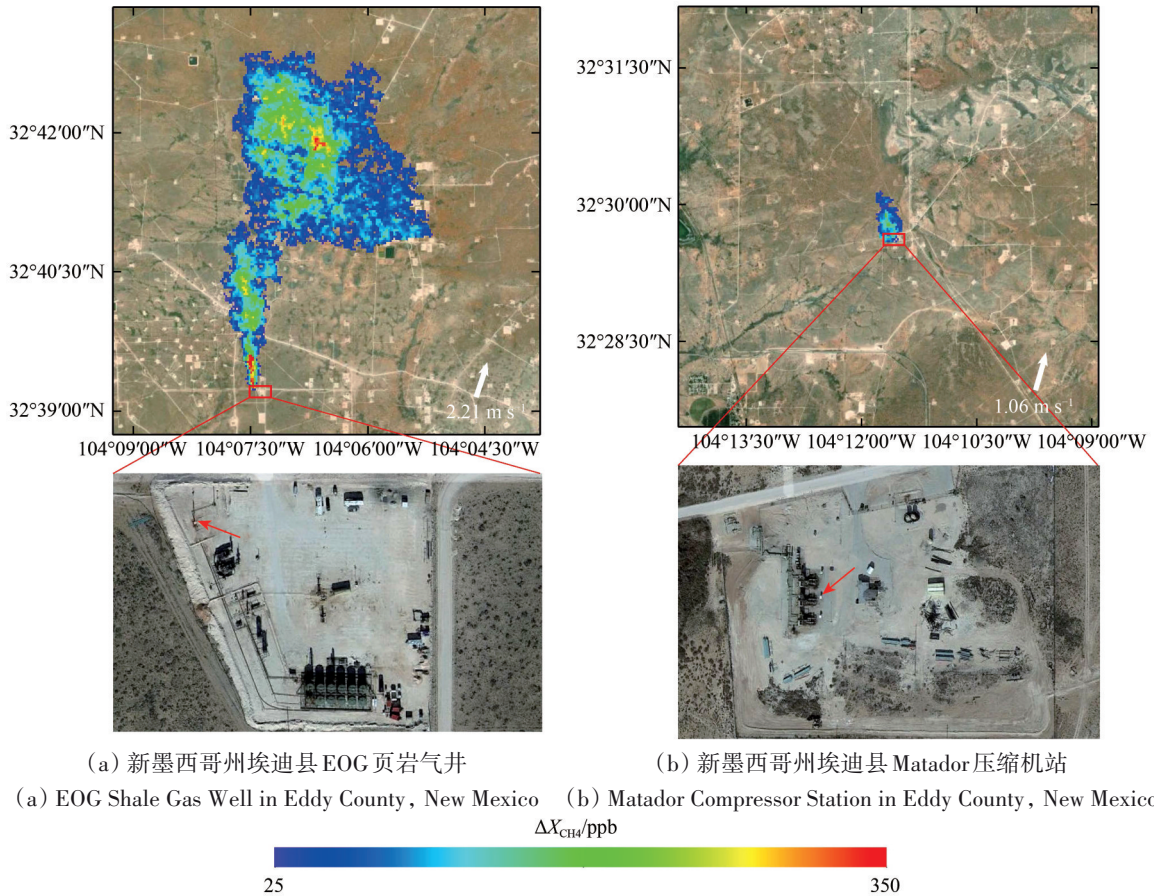 32°42′00″N
32°40′30″N
32°39′00″N
2.21 m s⁻¹
104°09′00″W 104°07′30″W 104°06′00″W 104°04′30″W
32°31′30″N
32°30′00″N
32°28′30″N
1.06 m s⁻¹
104°13′30″W 104°12′00″W 104°10′30″W 104°09′00″W
(a) 新墨西哥州埃迪县EOG页岩气井
(a) EOG Shale Gas Well in Eddy County, New Mexico
(b) 新墨西哥州埃迪县Matador压缩机站
(b) Matador Compressor Station in Eddy County, New Mexico
ΔX_CH4/ppb
25 350